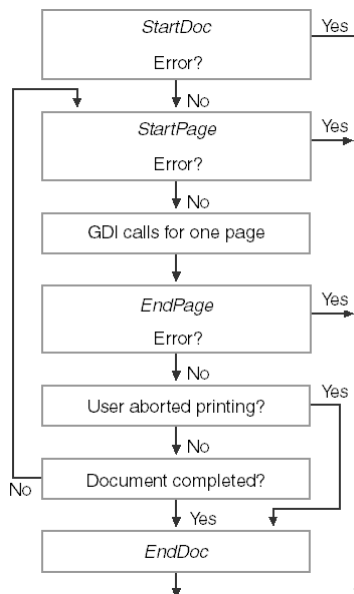 StartDoc
Yes
Error?
No
StartPage
Yes
Error?
No
GDI calls for one page
EndPage
Yes
Error?
No
Yes
User aborted printing?
No
Document completed?
No
Yes
EndDoc